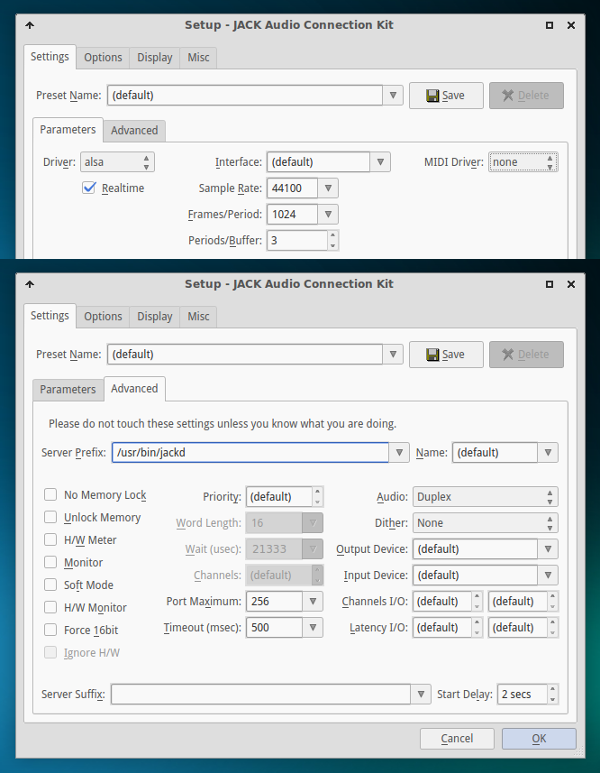 Setup - JACK Audio Connection Kit
Settings Options Display Misc
Preset Name: (default) Save Delete
Parameters Advanced
Driver: alsa Interface: (default) MIDI Driver: none
Realtime Sample Rate: 44100
Frames/Period: 1024
Periods/Buffer: 3
Setup - JACK Audio Connection Kit
Settings Options Display Misc
Preset Name: (default) Save Delete
Parameters Advanced
Please do not touch these settings unless you know what you are doing.
Server Prefix: /usr/bin/jackd Name: (default)
No Memory Lock Priority: (default) Audio: Duplex
Unlock Memory Word Length: 16 Dither: None
H/W Meter Wait (usec): 21333 Output Device: (default)
Monitor Channels: (default) Input Device: (default)
Soft Mode Port Maximum: 256 Channels I/O: (default) (default)
H/W Monitor Timeout (msec): 500 Latency I/O: (default) (default)
Force 16bit
Ignore H/W
Server Suffix: Start Delay: 2 secs
Cancel OK